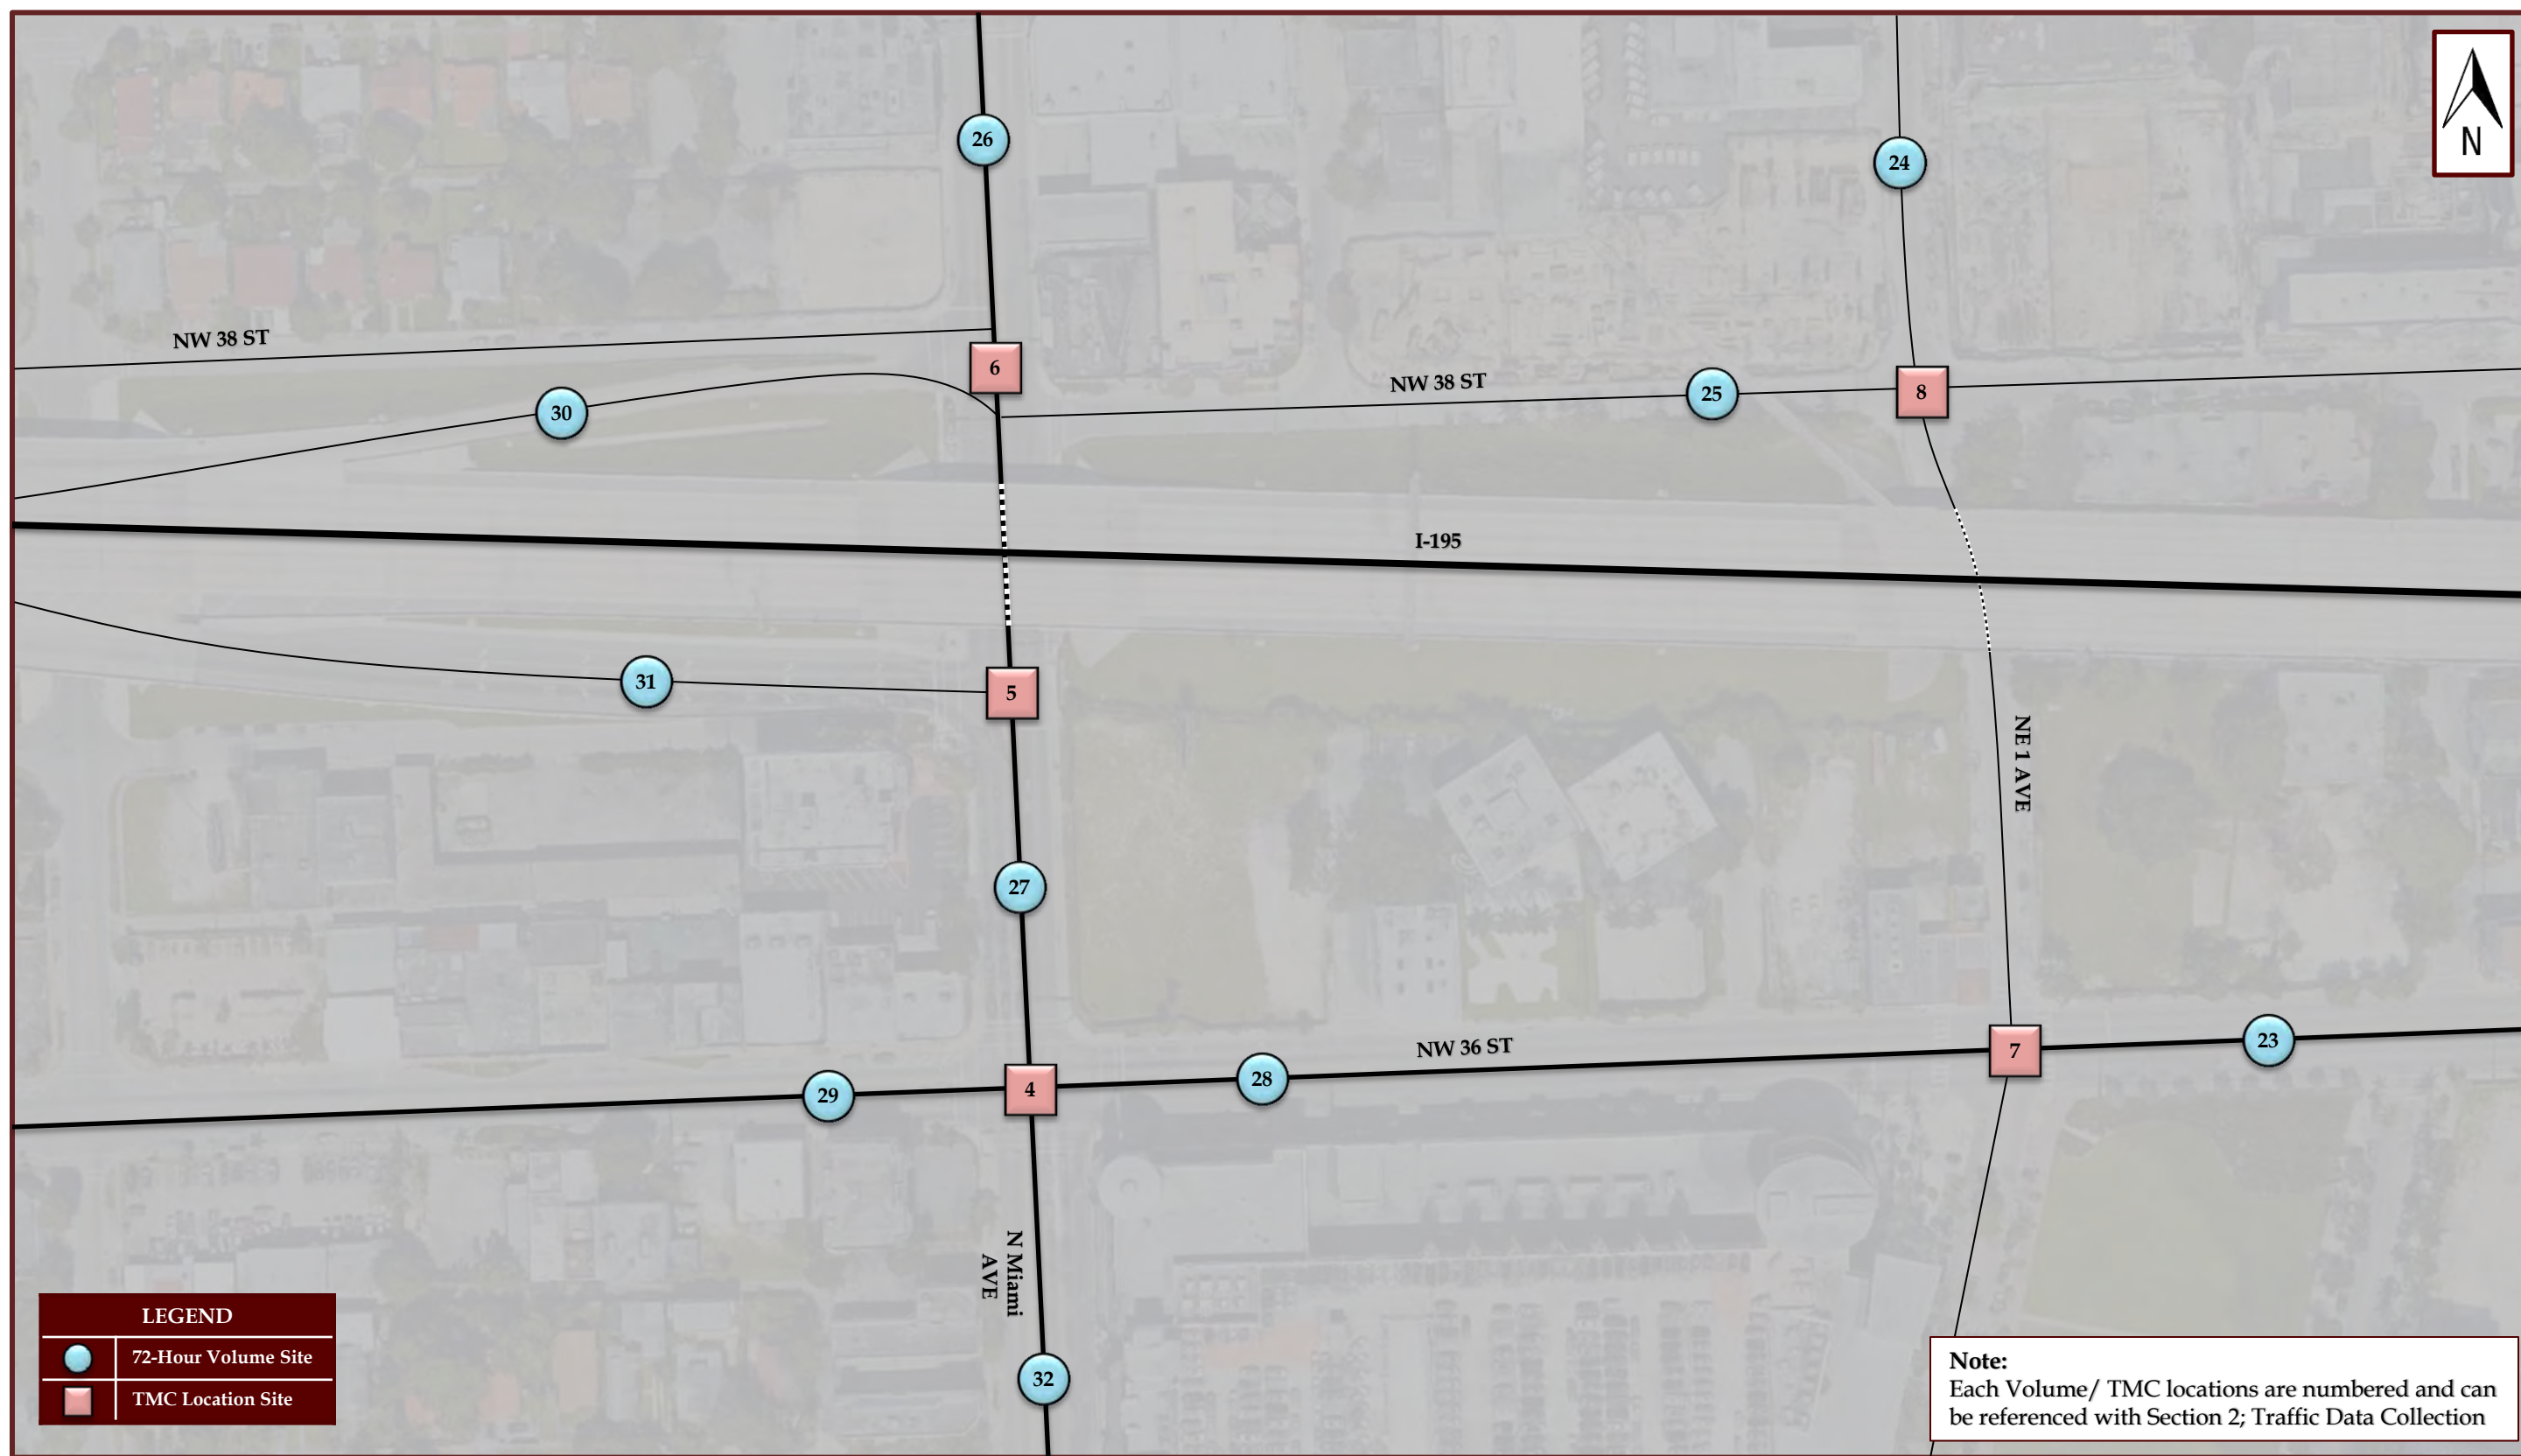 26
24
N
NW 38 ST
6
NW 38 ST
30
25
8
I-195
31
5
NE 1 AVE
27
NW 36 ST
23
7
28
29
4
N Miami
AVE
32
LEGEND
72-Hour Volume Site
TMC Location Site
Note:
Each Volume/ TMC locations are numbered and can
be referenced with Section 2; Traffic Data Collection